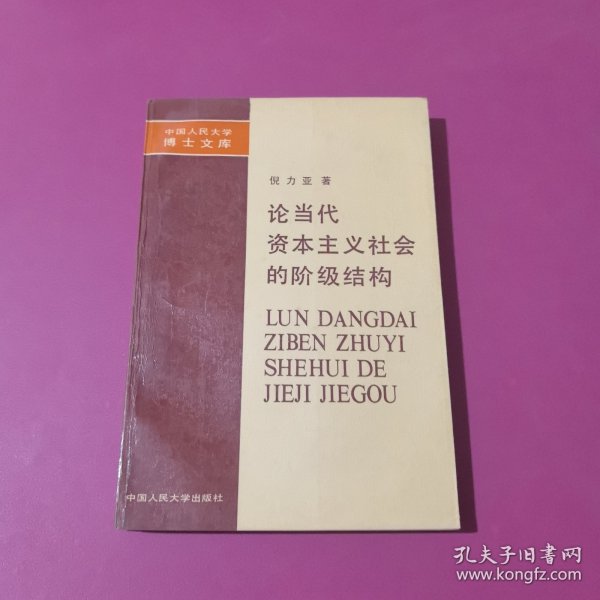 中国人民大学
博士文库
倪力亚 著
论当代
资本主义社会
的阶级结构
LUN DANGDAI
ZIBEN ZHUYI
SHEHUI DE
JIEJI JIEGOU
中国人民大学出版社
孔夫子旧书网
www.kongfz.com